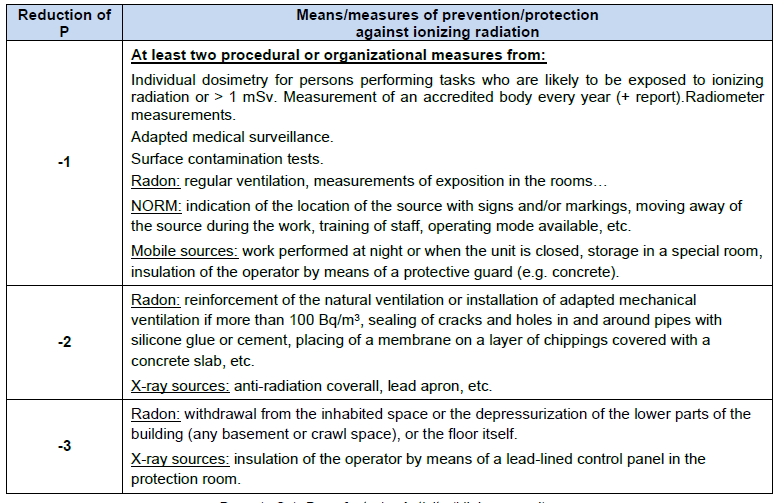 Reduction of
P
Means/measures of prevention/protection
against ionizing radiation
-1
At least two procedural or organizational measures from:
Individual dosimetry for persons performing tasks who are likely to be exposed to ionizing
radiation or > 1 mSv. Measurement of an accredited body every year (+ report).Radiometer
measurements.
Adapted medical surveillance.
Surface contamination tests.
Radon: regular ventilation, measurements of exposition in the rooms…
NORM: indication of the location of the source with signs and/or markings, moving away of
the source during the work, training of staff, operating mode available, etc.
Mobile sources: work performed at night or when the unit is closed, storage in a special room,
insulation of the operator by means of a protective guard (e.g. concrete).
-2
Radon: reinforcement of the natural ventilation or installation of adapted mechanical
ventilation if more than 100 Bq/m³, sealing of cracks and holes in and around pipes with
silicone glue or cement, placing of a membrane on a layer of chippings covered with a
concrete slab, etc.
X-ray sources: anti-radiation coverall, lead apron, etc.
-3
Radon: withdrawal from the inhabited space or the depressurization of the lower parts of the
building (any basement or crawl space), or the floor itself.
X-ray sources: insulation of the operator by means of a lead-lined control panel in the
protection room.